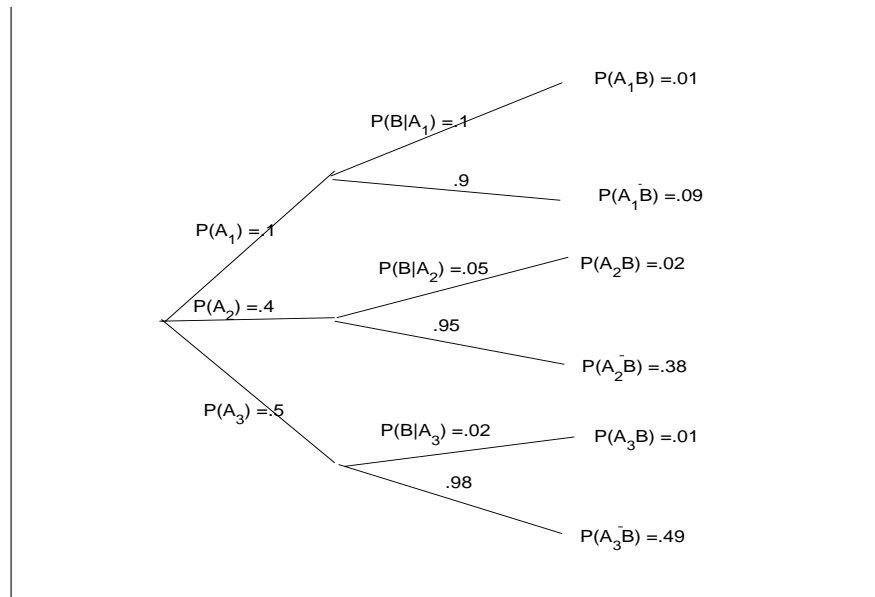 P(A₁B) =.01
P(B|A₁) =.1
.9
P(A₁B̄) =.09
P(A₁) =.1
P(A₂B) =.02
P(B|A₂) =.05
P(A₂) =.4
.95
P(A₂B̄) =.38
P(A₃) =.5
P(B|A₃) =.02
P(A₃B) =.01
.98
P(A₃B̄) =.49